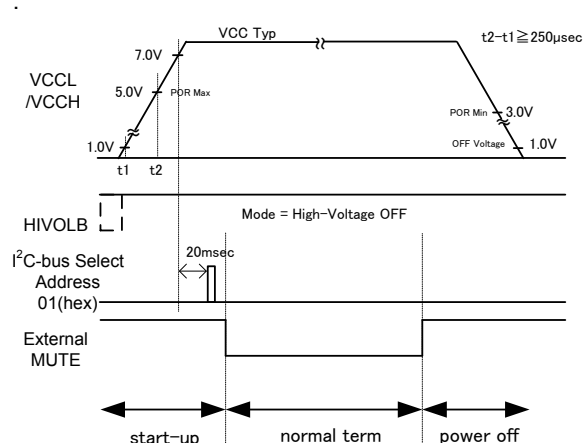 .
VCC Typ
t2-t1≧250μsec
7.0V
VCCL
/VCCH
5.0V
POR Max
POR Min
3.0V
1.0V
OFF Voltage
1.0V
t1
t2
HIVOLB
Mode = High-Voltage OFF
I²C-bus Select
Address
01(hex)
20msec
External
MUTE
start-up
normal term
power off